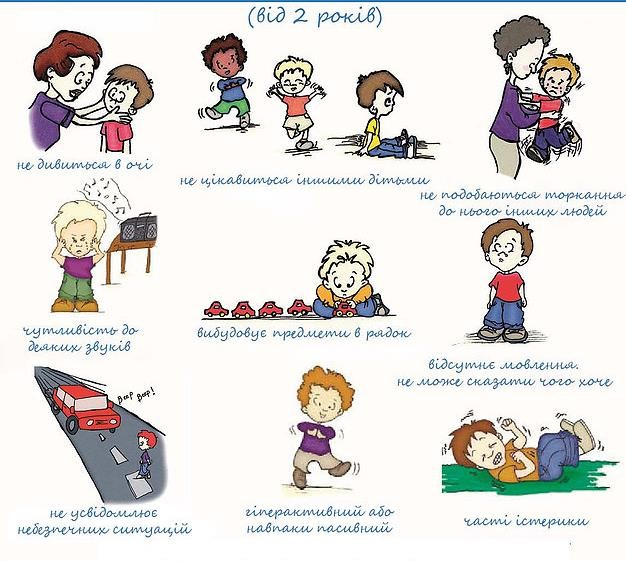 (від 2 років)
не дивиться в очі
не цікавиться іншими дітьми
не подобаються торкання
до нього інших людей
чутливість до
деяких звуків
вибудовує предмети в рядок
відсутнє мовлення.
не може сказати чого хоче
Beep Beep!
не усвідомлює
небезпечних ситуацій
гіперактивний або
навпаки пасивний
часті істерики